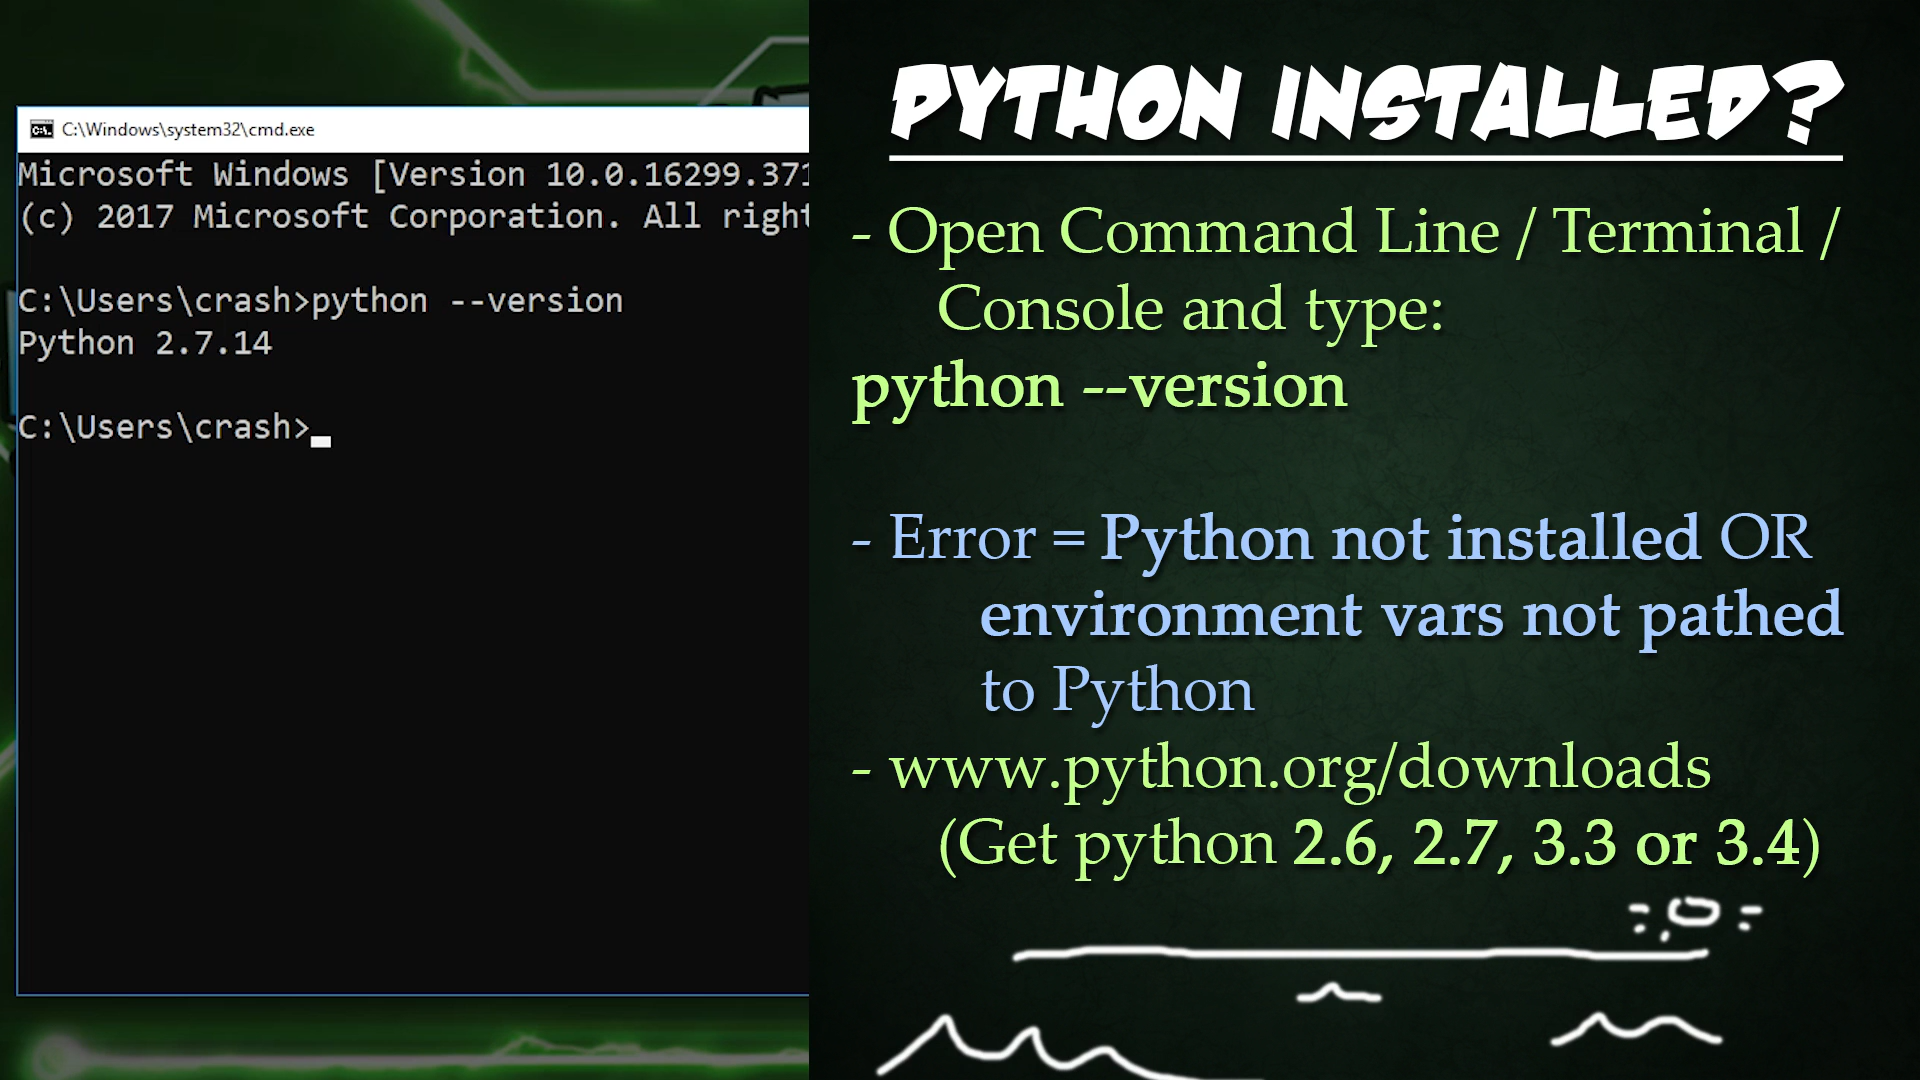 C:\Windows\system32\cmd.exe
Microsoft Windows [Version 10.0.16299.371
(c) 2017 Microsoft Corporation. All right
C:\Users\crash>python --version
Python 2.7.14
C:\Users\crash>
PYTHON INSTALLED?
- Open Command Line / Terminal /
Console and type:
python --version
- Error = Python not installed OR
environment vars not pathed
to Python
- www.python.org/downloads
(Get python 2.6, 2.7, 3.3 or 3.4)